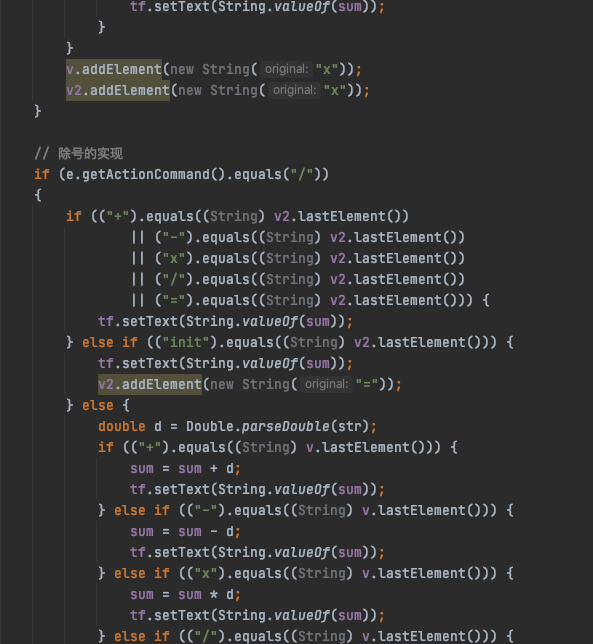 tf.setText(String.valueOf(sum));
}
}
v.addElement(new String( original: "x"));
v2.addElement(new String( original: "x"));
}
// 除号的实现
if (e.getActionCommand().equals("/"))
{
if (("+").equals((String) v2.lastElement())
|| ("-").equals((String) v2.lastElement())
|| ("x").equals((String) v2.lastElement())
|| ("/").equals((String) v2.lastElement())
|| ("=").equals((String) v2.lastElement())) {
tf.setText(String.valueOf(sum));
} else if (("init").equals((String) v2.lastElement())) {
tf.setText(String.valueOf(sum));
v2.addElement(new String( original: "="));
} else {
double d = Double.parseDouble(str);
if (("+").equals((String) v.lastElement())) {
sum = sum + d;
tf.setText(String.valueOf(sum));
} else if (("-").equals((String) v.lastElement())) {
sum = sum - d;
tf.setText(String.valueOf(sum));
} else if (("x").equals((String) v.lastElement())) {
sum = sum * d;
tf.setText(String.valueOf(sum));
} else if (("/").equals((String) v.lastElement())) {